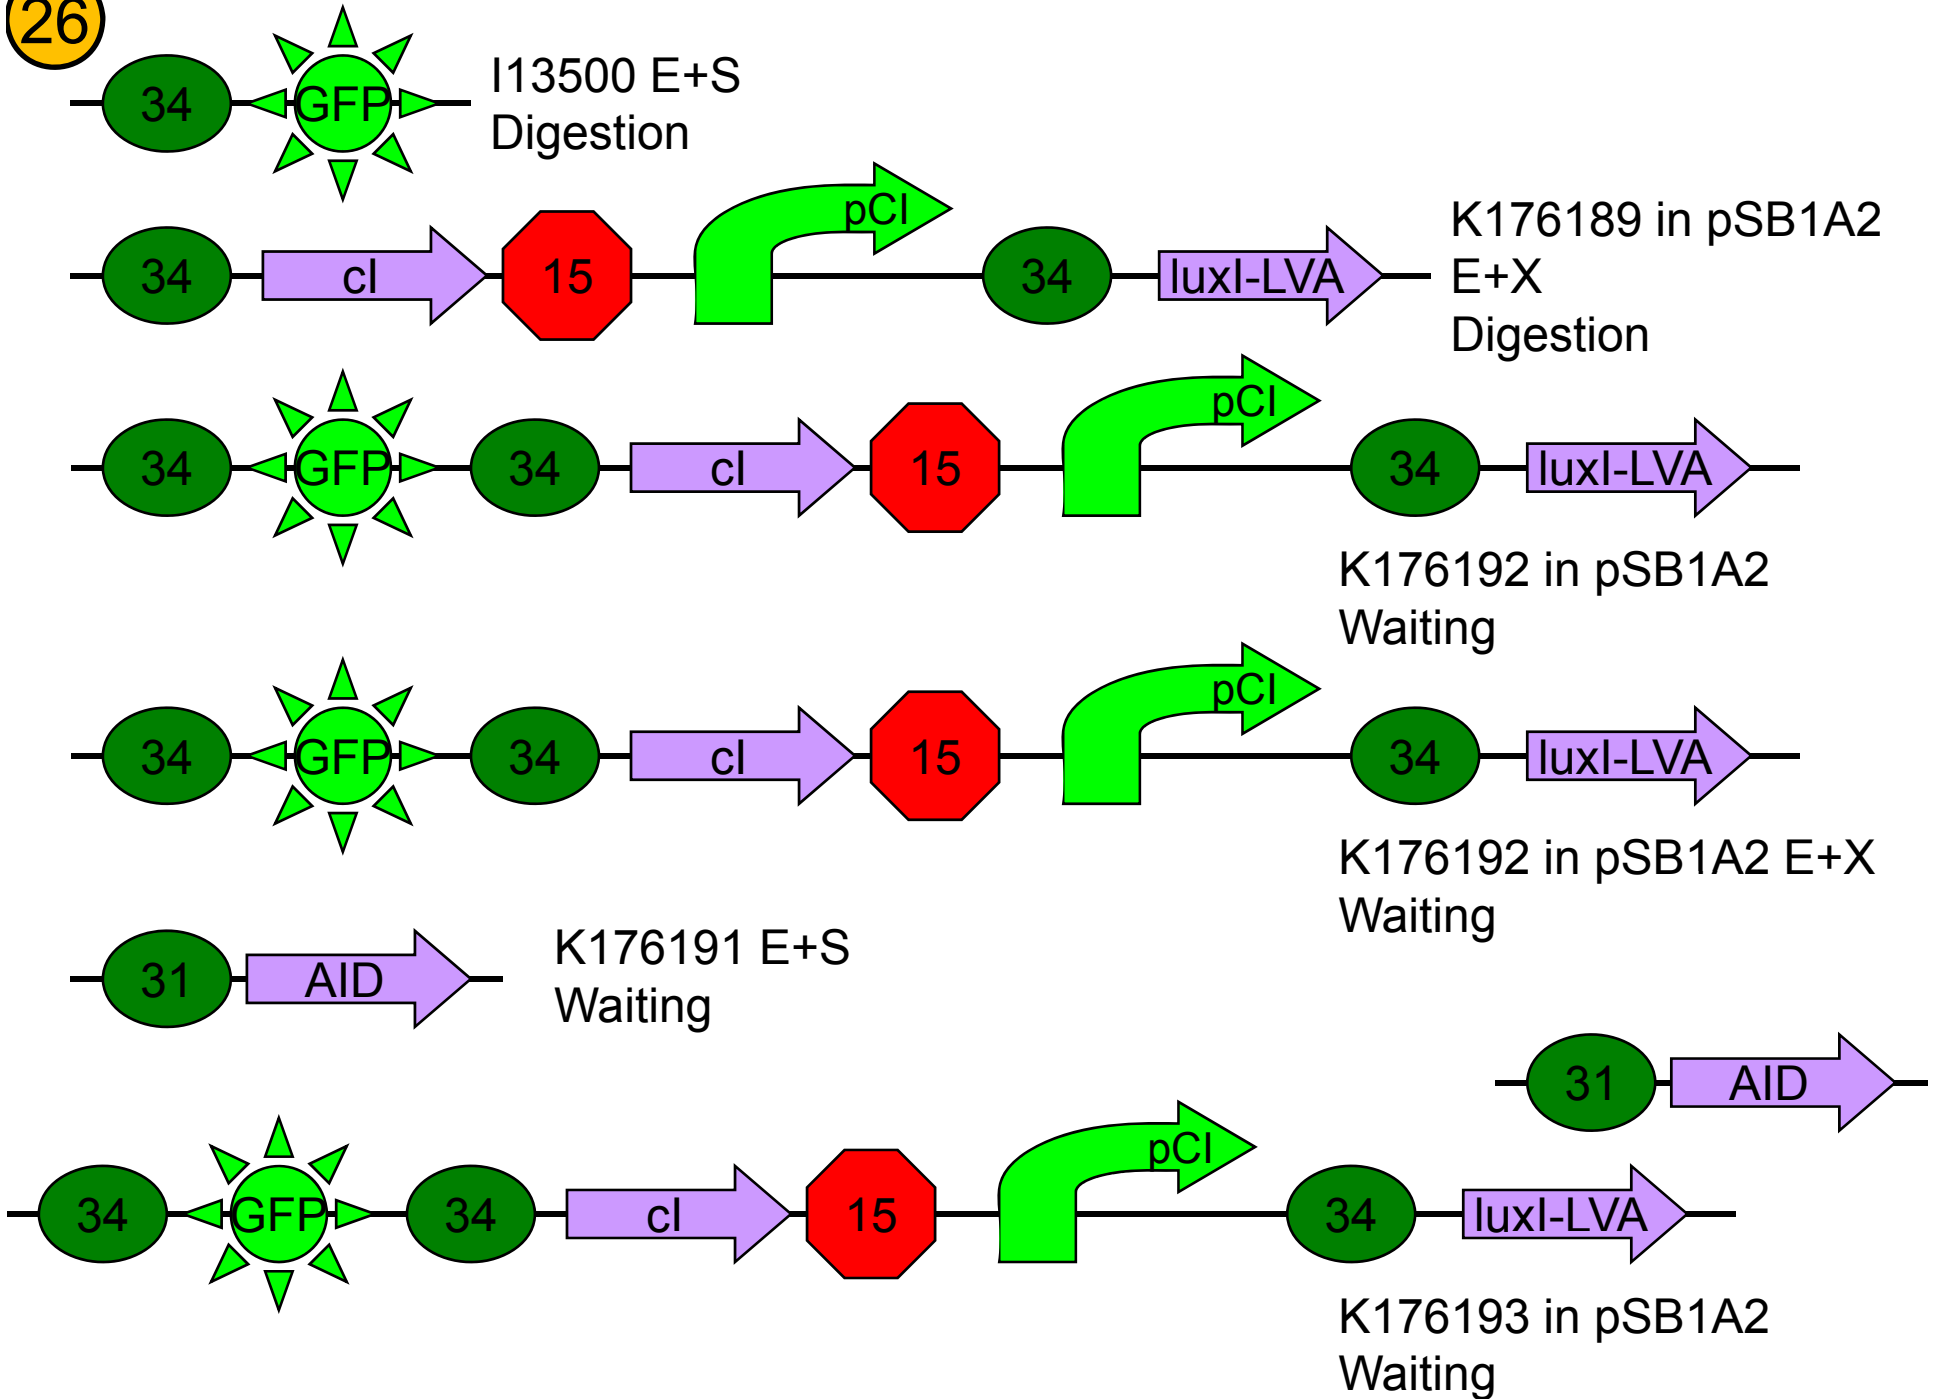 26
34 GFP
I13500 E+S
Digestion
34 cI 15 pCI 34 luxI-LVA
K176189 in pSB1A2
E+X
Digestion
34 GFP 34 cI 15 pCI 34 luxI-LVA
K176192 in pSB1A2
Waiting
34 GFP 34 cI 15 pCI 34 luxI-LVA
K176192 in pSB1A2 E+X
Waiting
31 AID
K176191 E+S
Waiting
31 AID
34 GFP 34 cI 15 pCI 34 luxI-LVA
K176193 in pSB1A2
Waiting